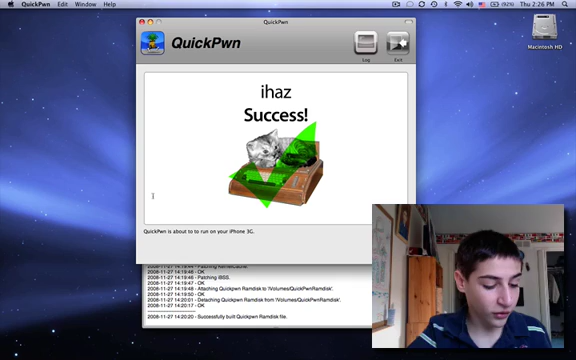 QuickPwn Edit Window Help
(92%) Thu 2:26 PM
QuickPwn
QuickPwn
Log
Exit
Macintosh HD
ihaz
Success!
QuickPwn is about to to run on your iPhone 3G.
2008-11-27 14:19:46 - OK
2008-11-27 14:19:46 - Patching iBSS.
2008-11-27 14:19:47 - OK
2008-11-27 14:19:48 - Attaching Quickpwn Ramdisk to '/Volumes/QuickPwnRamdisk'.
2008-11-27 14:19:50 - OK
2008-11-27 14:20:01 - Detaching Quickpwn Ramdisk from '/Volumes/QuickPwnRamdisk'.
2008-11-27 14:20:17 - OK
2008-11-27 14:20:20 - Successfully built Quickpwn Ramdisk file.